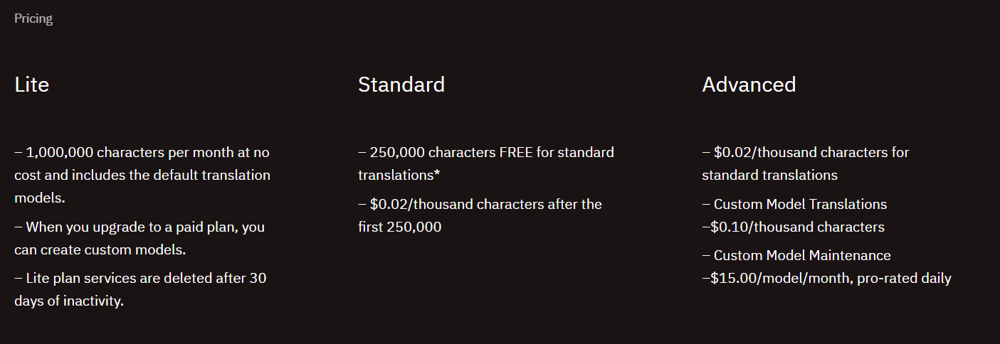 Pricing
Lite
– 1,000,000 characters per month at no
cost and includes the default translation
models.
– When you upgrade to a paid plan, you
can create custom models.
– Lite plan services are deleted after 30
days of inactivity.
Standard
– 250,000 characters FREE for standard
translations*
– $0.02/thousand characters after the
first 250,000
Advanced
– $0.02/thousand characters for
standard translations
– Custom Model Translations
–$0.10/thousand characters
– Custom Model Maintenance
–$15.00/model/month, pro-rated daily